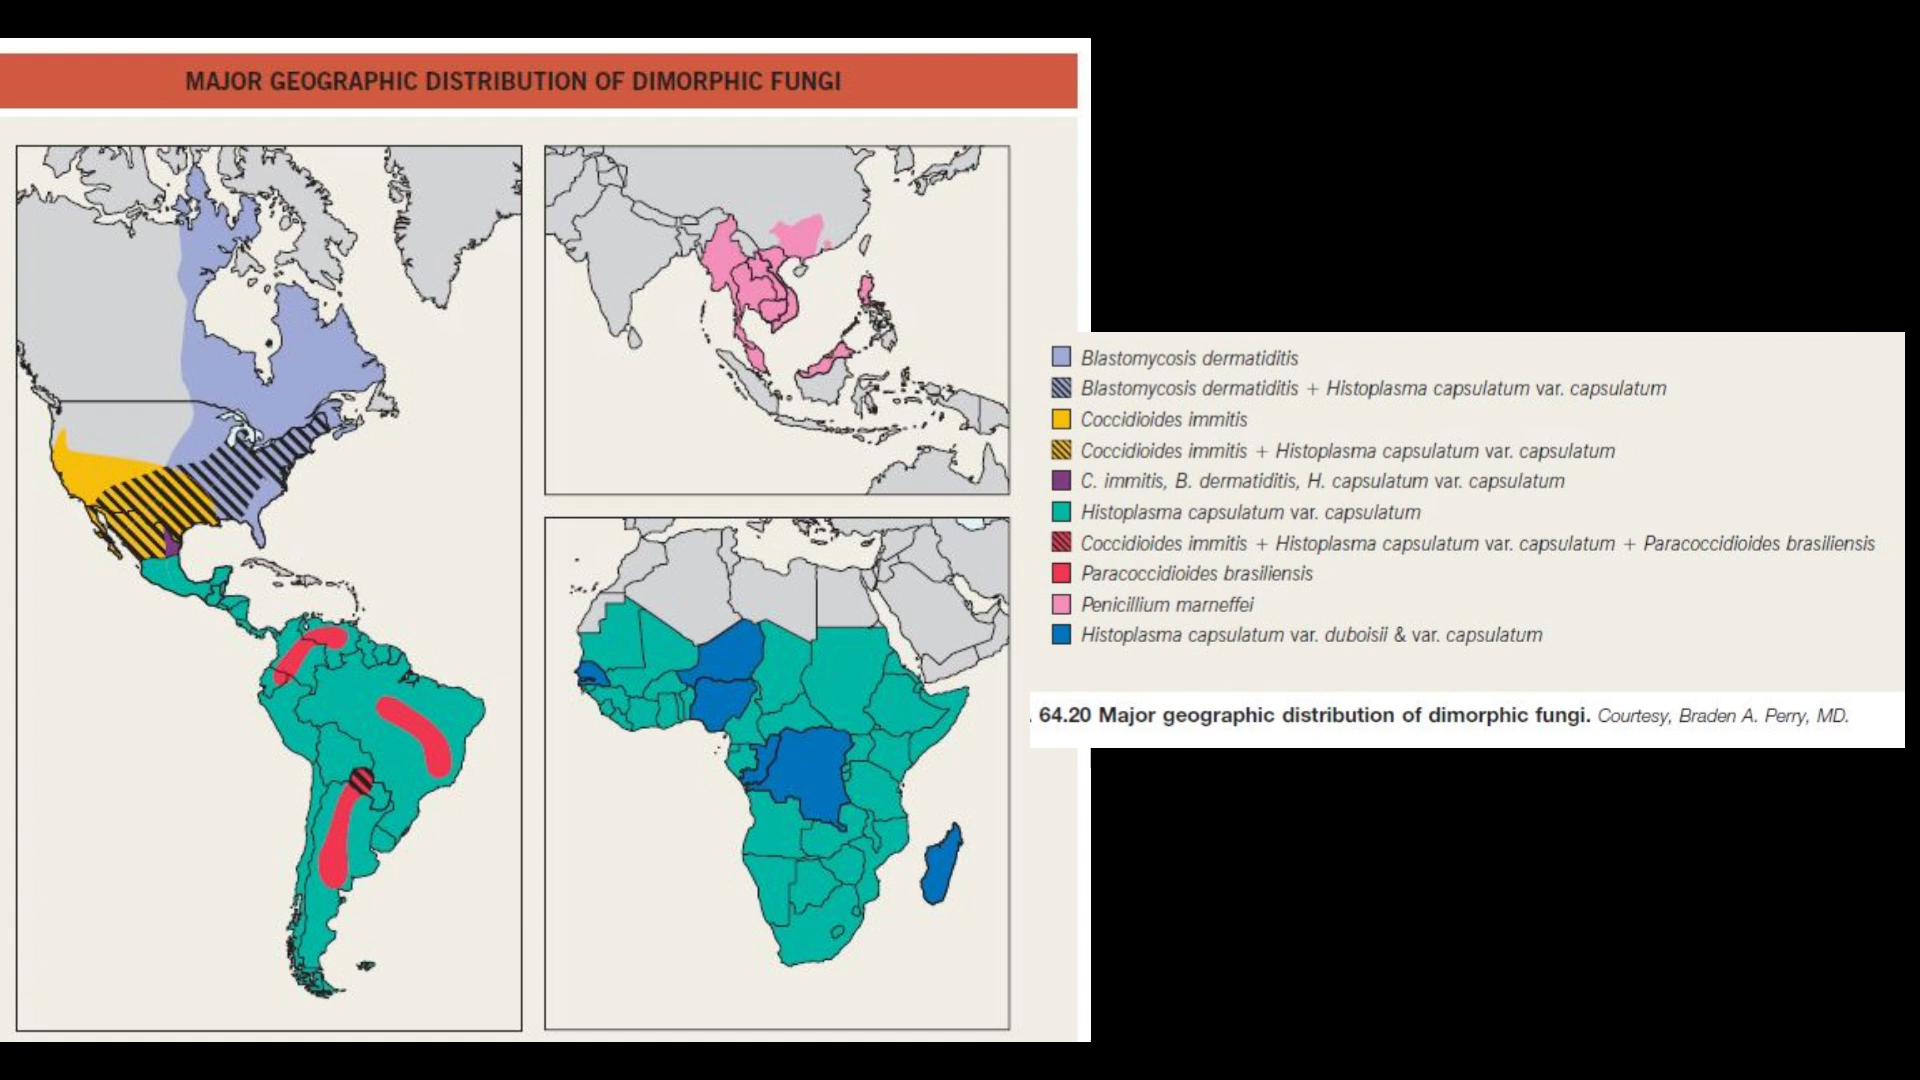 MAJOR GEOGRAPHIC DISTRIBUTION OF DIMORPHIC FUNGI
Blastomycosis dermatiditis
Blastomycosis dermatiditis + Histoplasma capsulatum var. capsulatum
Coccidioides immitis
Coccidioides immitis + Histoplasma capsulatum var. capsulatum
C. immitis, B. dermatiditis, H. capsulatum var. capsulatum
Histoplasma capsulatum var. capsulatum
Coccidioides immitis + Histoplasma capsulatum var. capsulatum + Paracoccidioides brasiliensis
Paracoccidioides brasiliensis
Penicillium marneffei
Histoplasma capsulatum var. duboisii & var. capsulatum
. 64.20 Major geographic distribution of dimorphic fungi. Courtesy, Braden A. Perry, MD.